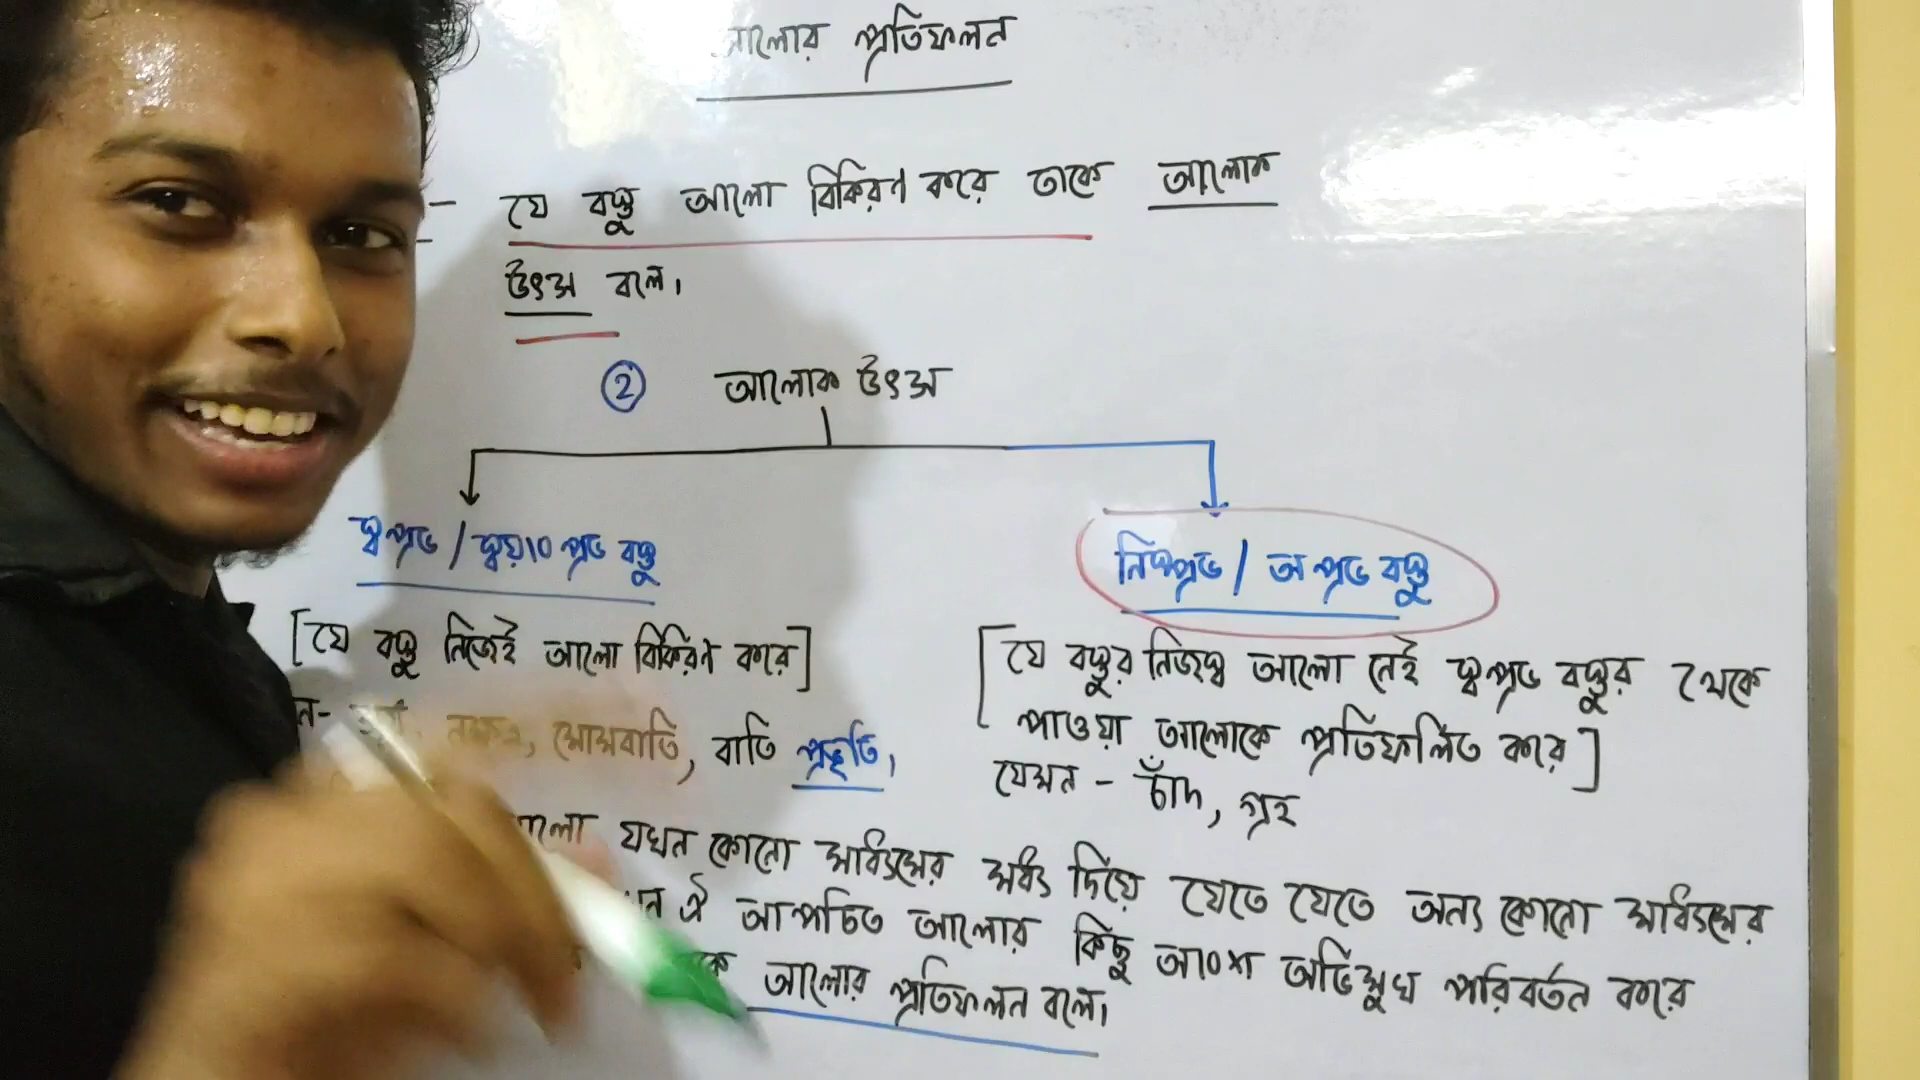 আলোর প্রতিফলন
- যে বস্তু আলো বিকিরণ করে তাকে আলোক
- উৎস বলে।
② আলোক উৎস
স্বপ্রভ / স্বয়ংপ্রভ বস্তু
নিষ্প্রভ / অপ্রভ বস্তু
[যে বস্তু নিজেই আলো বিকিরণ করে]
নক্ষত্র, মোমবাতি, বাতি প্রভৃতি,
[যে বস্তুর নিজস্ব আলো নেই স্বপ্রভ বস্তুর থেকে
পাওয়া আলোকে প্রতিফলিত করে]
যেমন - চাঁদ, গ্রহ
আলো যখন কোনো মাধ্যমের মধ্য দিয়ে যেতে যেতে অন্য কোনো মাধ্যমের
ঐ আপতিত আলোর কিছু অংশ অভিমুখ পরিবর্তন করে
আলোর প্রতিফলন বলে।